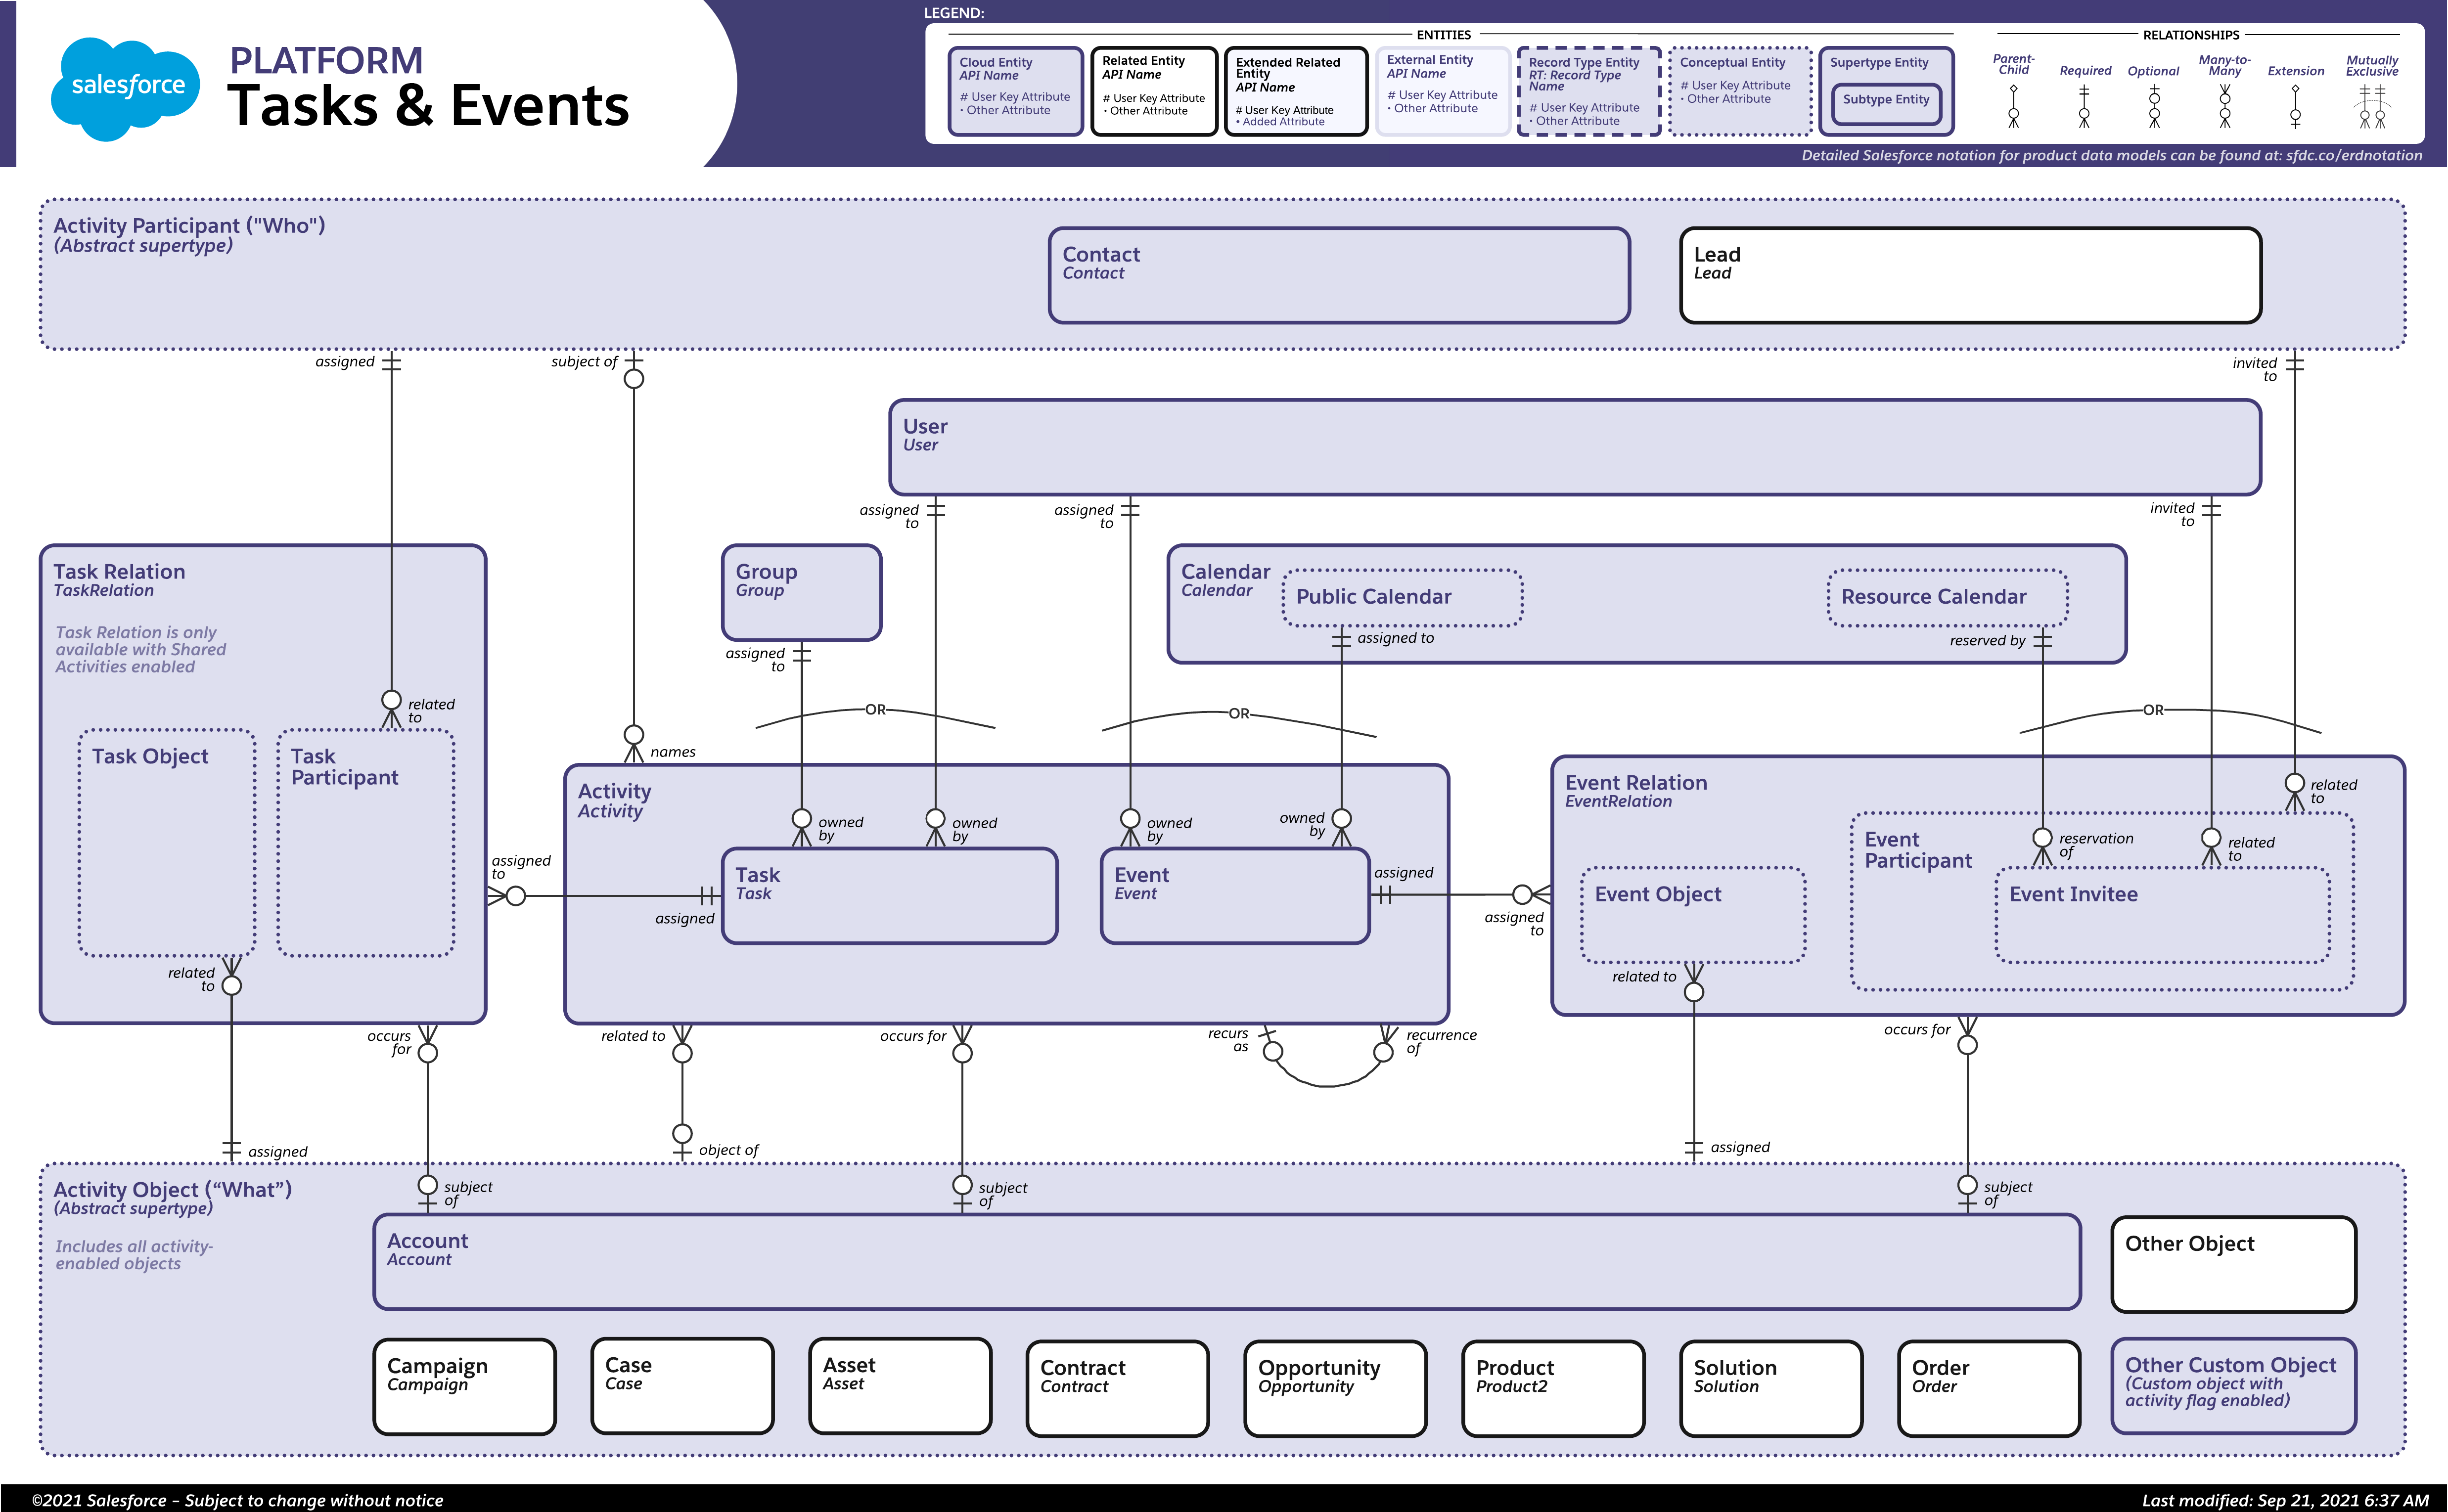 salesforce
PLATFORM
Tasks & Events
LEGEND:
ENTITIES
Cloud Entity
API Name
# User Key Attribute
• Other Attribute
Related Entity
API Name
# User Key Attribute
• Other Attribute
Extended Related
Entity
API Name
# User Key Attribute
• Added Attribute
External Entity
API Name
# User Key Attribute
• Other Attribute
Record Type Entity
RT: Record Type
Name
# User Key Attribute
• Other Attribute
Conceptual Entity
# User Key Attribute
• Other Attribute
Supertype Entity
Subtype Entity
RELATIONSHIPS
Parent-
Child
Required
Optional
Many-to-
Many
Extension
Mutually
Exclusive
Detailed Salesforce notation for product data models can be found at: sfdc.co/erdnotation
Activity Participant ("Who")
(Abstract supertype)
Contact
Contact
Lead
Lead
assigned
subject of
invited
to
User
User
assigned
to
assigned
to
invited
to
Task Relation
TaskRelation
Task Relation is only
available with Shared
Activities enabled
related
to
Task Object
Task
Participant
Group
Group
assigned
to
Calendar
Calendar
Public Calendar
Resource Calendar
assigned to
reserved by
OR
OR
OR
names
Activity
Activity
owned
by
owned
by
owned
by
owned
by
Task
Task
Event
Event
assigned
to
assigned
assigned
assigned
to
Event Relation
EventRelation
related
to
Event
Participant
reservation
of
related
to
Event Object
Event Invitee
related
to
related to
occurs
for
related to
occurs for
recurs
as
recurrence
of
occurs for
assigned
object of
assigned
Activity Object (“What”)
(Abstract supertype)
Includes all activity-
enabled objects
subject
of
subject
of
subject
of
Account
Account
Other Object
Campaign
Campaign
Case
Case
Asset
Asset
Contract
Contract
Opportunity
Opportunity
Product
Product2
Solution
Solution
Order
Order
Other Custom Object
(Custom object with
activity flag enabled)
©2021 Salesforce – Subject to change without notice
Last modified: Sep 21, 2021 6:37 AM